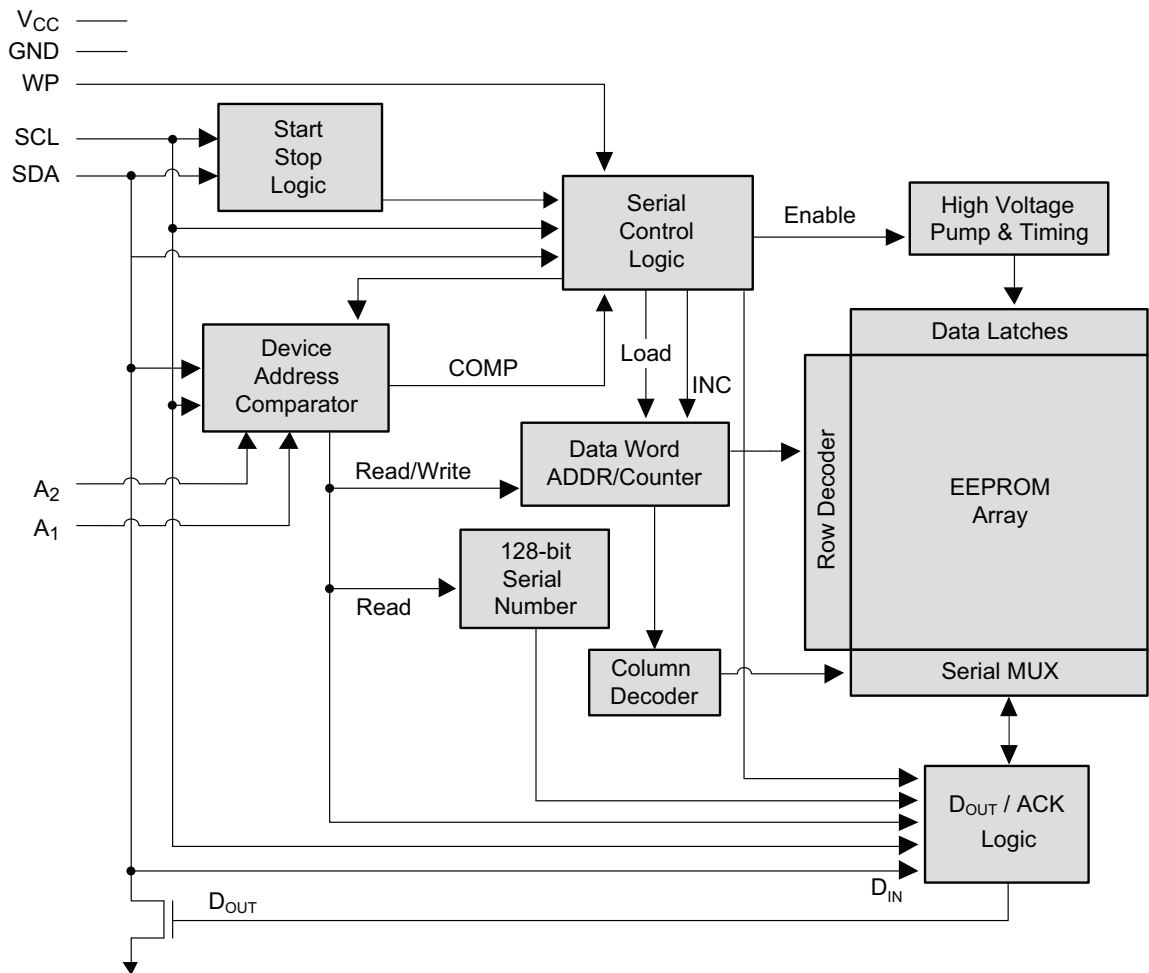 VCC
GND
WP
SCL
SDA
Start
Stop
Logic
Serial
Control
Logic
Enable
High Voltage
Pump & Timing
Data Latches
Device
Address
Comparator
COMP
Load
INC
Row Decoder
EEPROM
Array
A2
A1
Read/Write
Data Word
ADDR/Counter
128-bit
Serial
Number
Read
Column
Decoder
Serial MUX
DOUT / ACK
Logic
DIN
DOUT